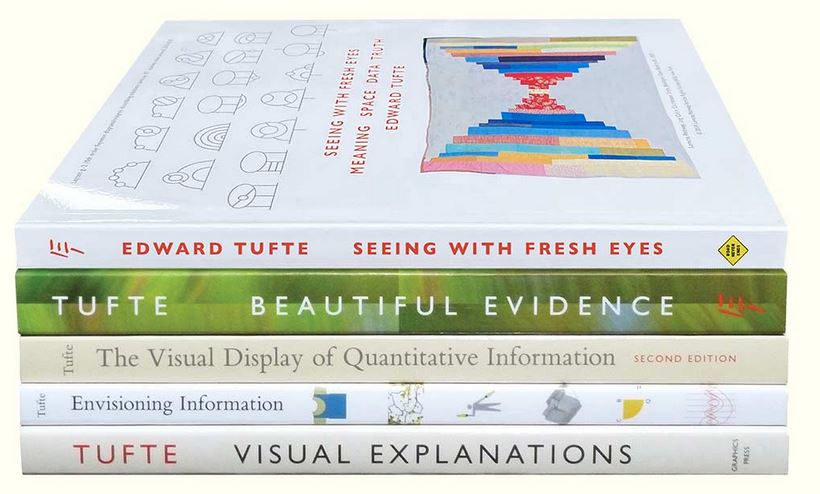 SEEING WITH FRESH EYES
MEANING SPACE DATA TRUTH
EDWARD TUFTE
EDWARD TUFTE SEEING WITH FRESH EYES
TUFTE BEAUTIFUL EVIDENCE
Tufte The Visual Display of Quantitative Information SECOND EDITION
Tufte Envisioning Information
TUFTE VISUAL EXPLANATIONS
GRAPHICS
PRESS